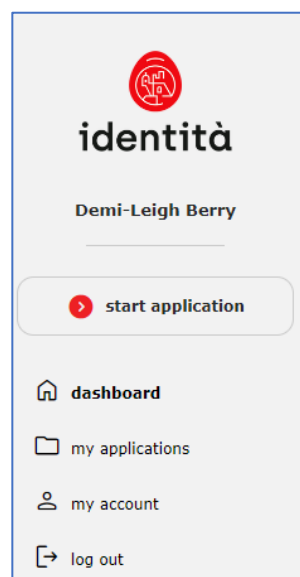 identità
Demi-Leigh Berry
start application
dashboard
my applications
my account
log out